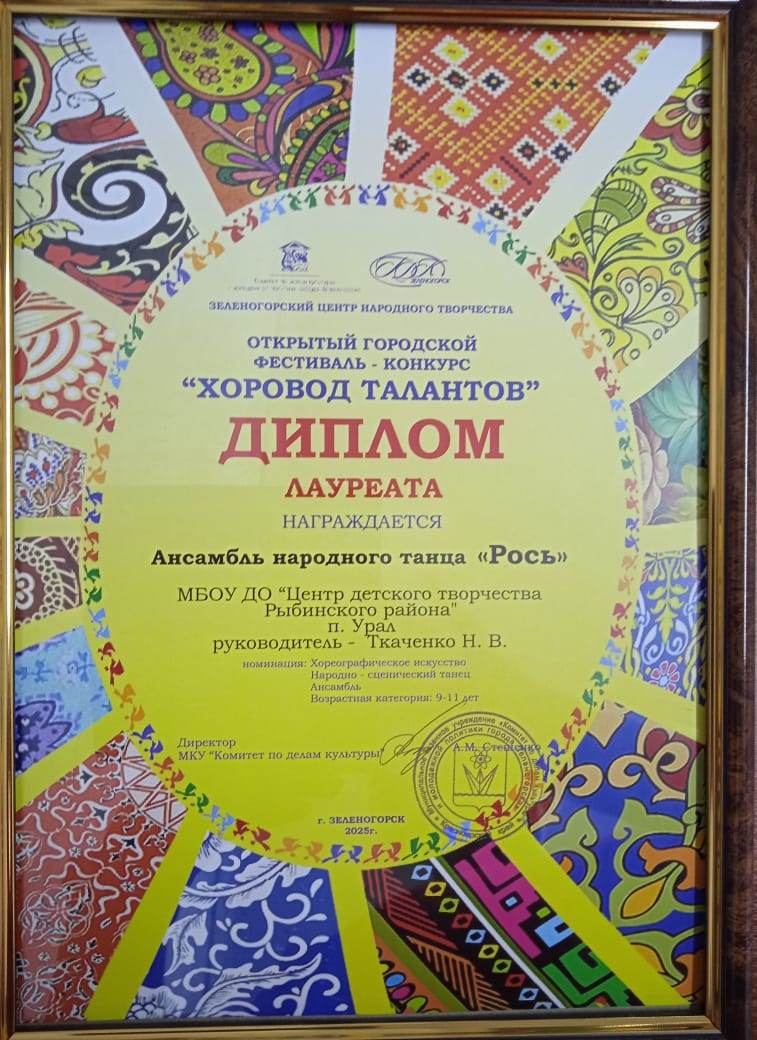 ЗЕЛЕНОГОРСК
ЗЕЛЕНОГОРСКИЙ ЦЕНТР НАРОДНОГО ТВОРЧЕСТВА
ОТКРЫТЫЙ ГОРОДСКОЙ
ФЕСТИВАЛЬ - КОНКУРС
“ХОРОВОД ТАЛАНТОВ”
ДИПЛОМ
ЛАУРЕАТА
НАГРАЖДАЕТСЯ
Ансамбль народного танца «Рось»
МБОУ ДО “Центр детского творчества
Рыбинского района"
п. Урал
руководитель - Ткаченко Н. В.
номинация: Хореографическое искусство
Народно - сценический танец
Ансамбль
Возрастная категория: 9-11 лет
Директор
МКУ “Комитет по делам культуры"
А.М. Стешенко
г. ЗЕЛЕНОГОРСК
2025г.